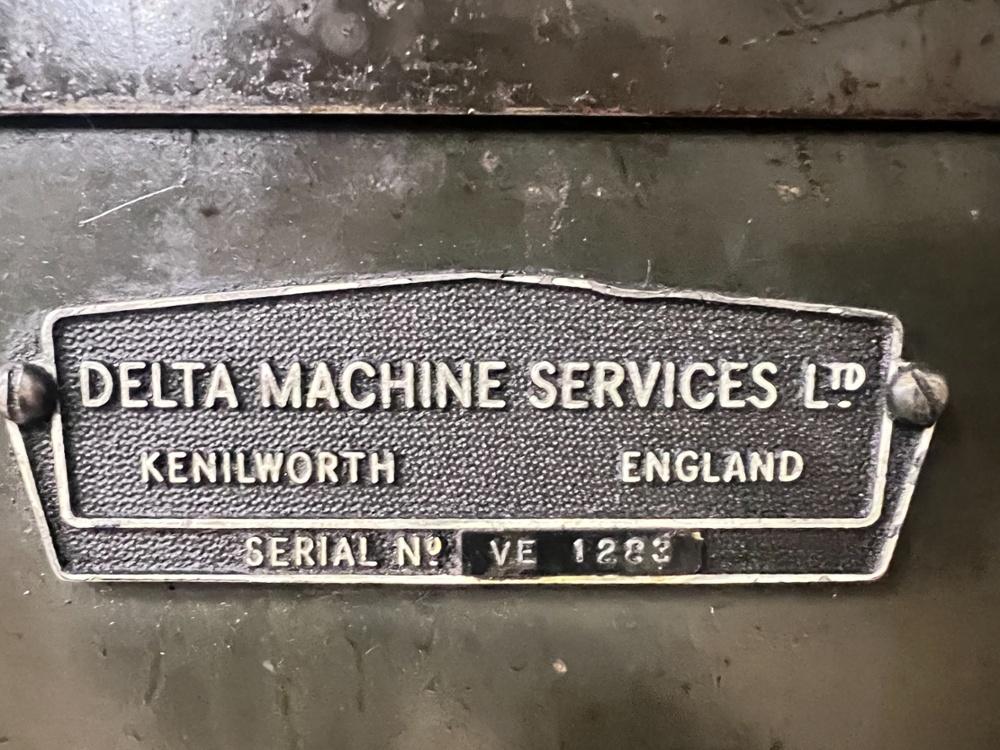 DELTA MACHINE SERVICES LTD
KENILWORTH ENGLAND
SERIAL Nº VE 1283